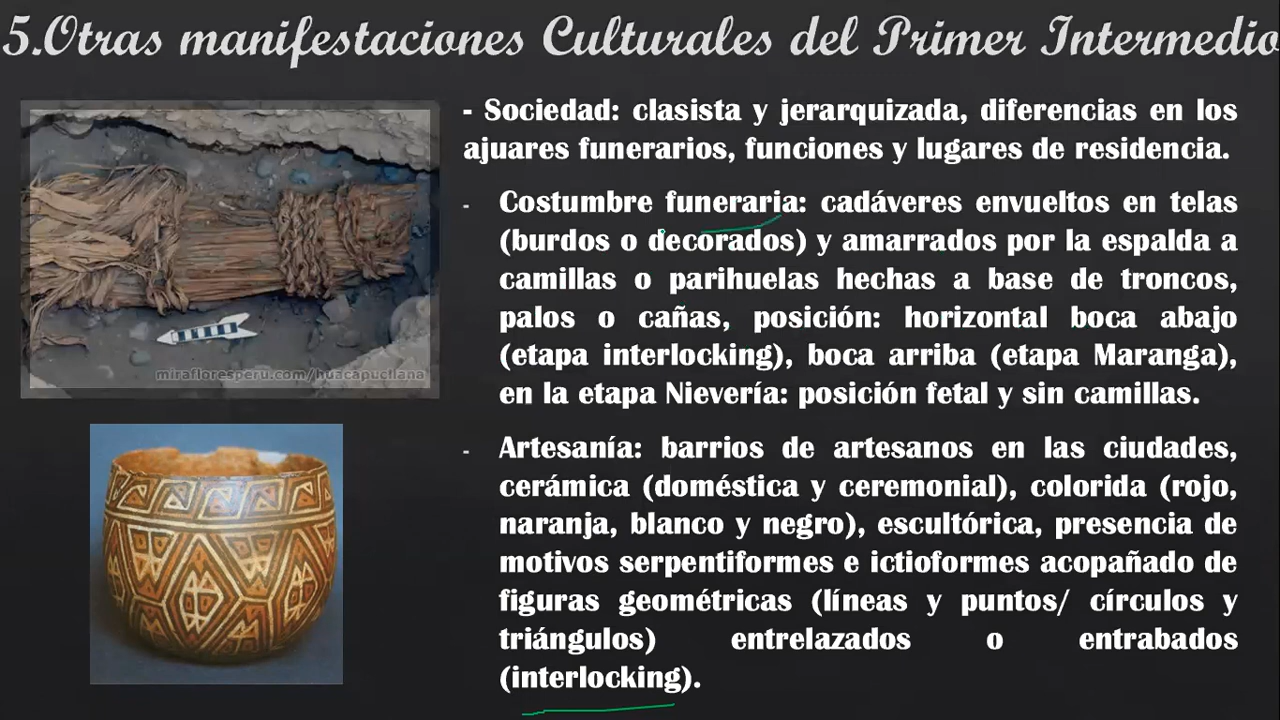 5.Otras manifestaciones Culturales del Primer Intermedio
- Sociedad: clasista y jerarquizada, diferencias en los
ajuares funerarios, funciones y lugares de residencia.
- Costumbre funeraria: cadáveres envueltos en telas
(burdos o decorados) y amarrados por la espalda a
camillas o parihuelas hechas a base de troncos,
palos o cañas, posición: horizontal boca abajo
(etapa interlocking), boca arriba (etapa Maranga),
en la etapa Nievería: posición fetal y sin camillas.
- Artesanía: barrios de artesanos en las ciudades,
cerámica (doméstica y ceremonial), colorida (rojo,
naranja, blanco y negro), escultórica, presencia de
motivos serpentiformes e ictioformes acopañado de
figuras geométricas (líneas y puntos/ círculos y
triángulos) entrelazados o entrabados
(interlocking).
mirafloresperu.com/huacapucllana